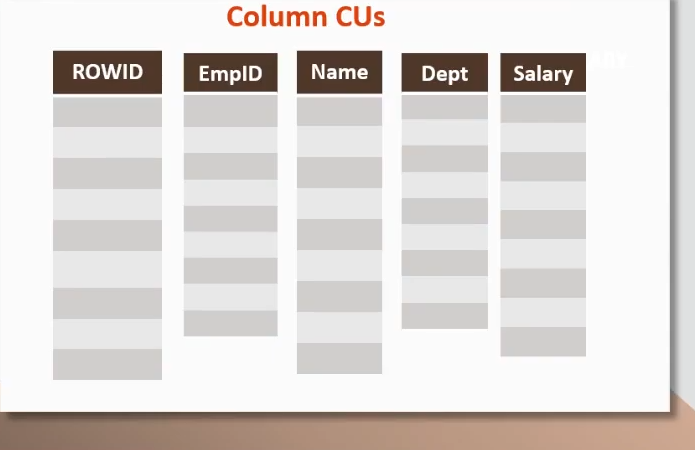 Column CUs
ROWID EmpID Name Dept Salary